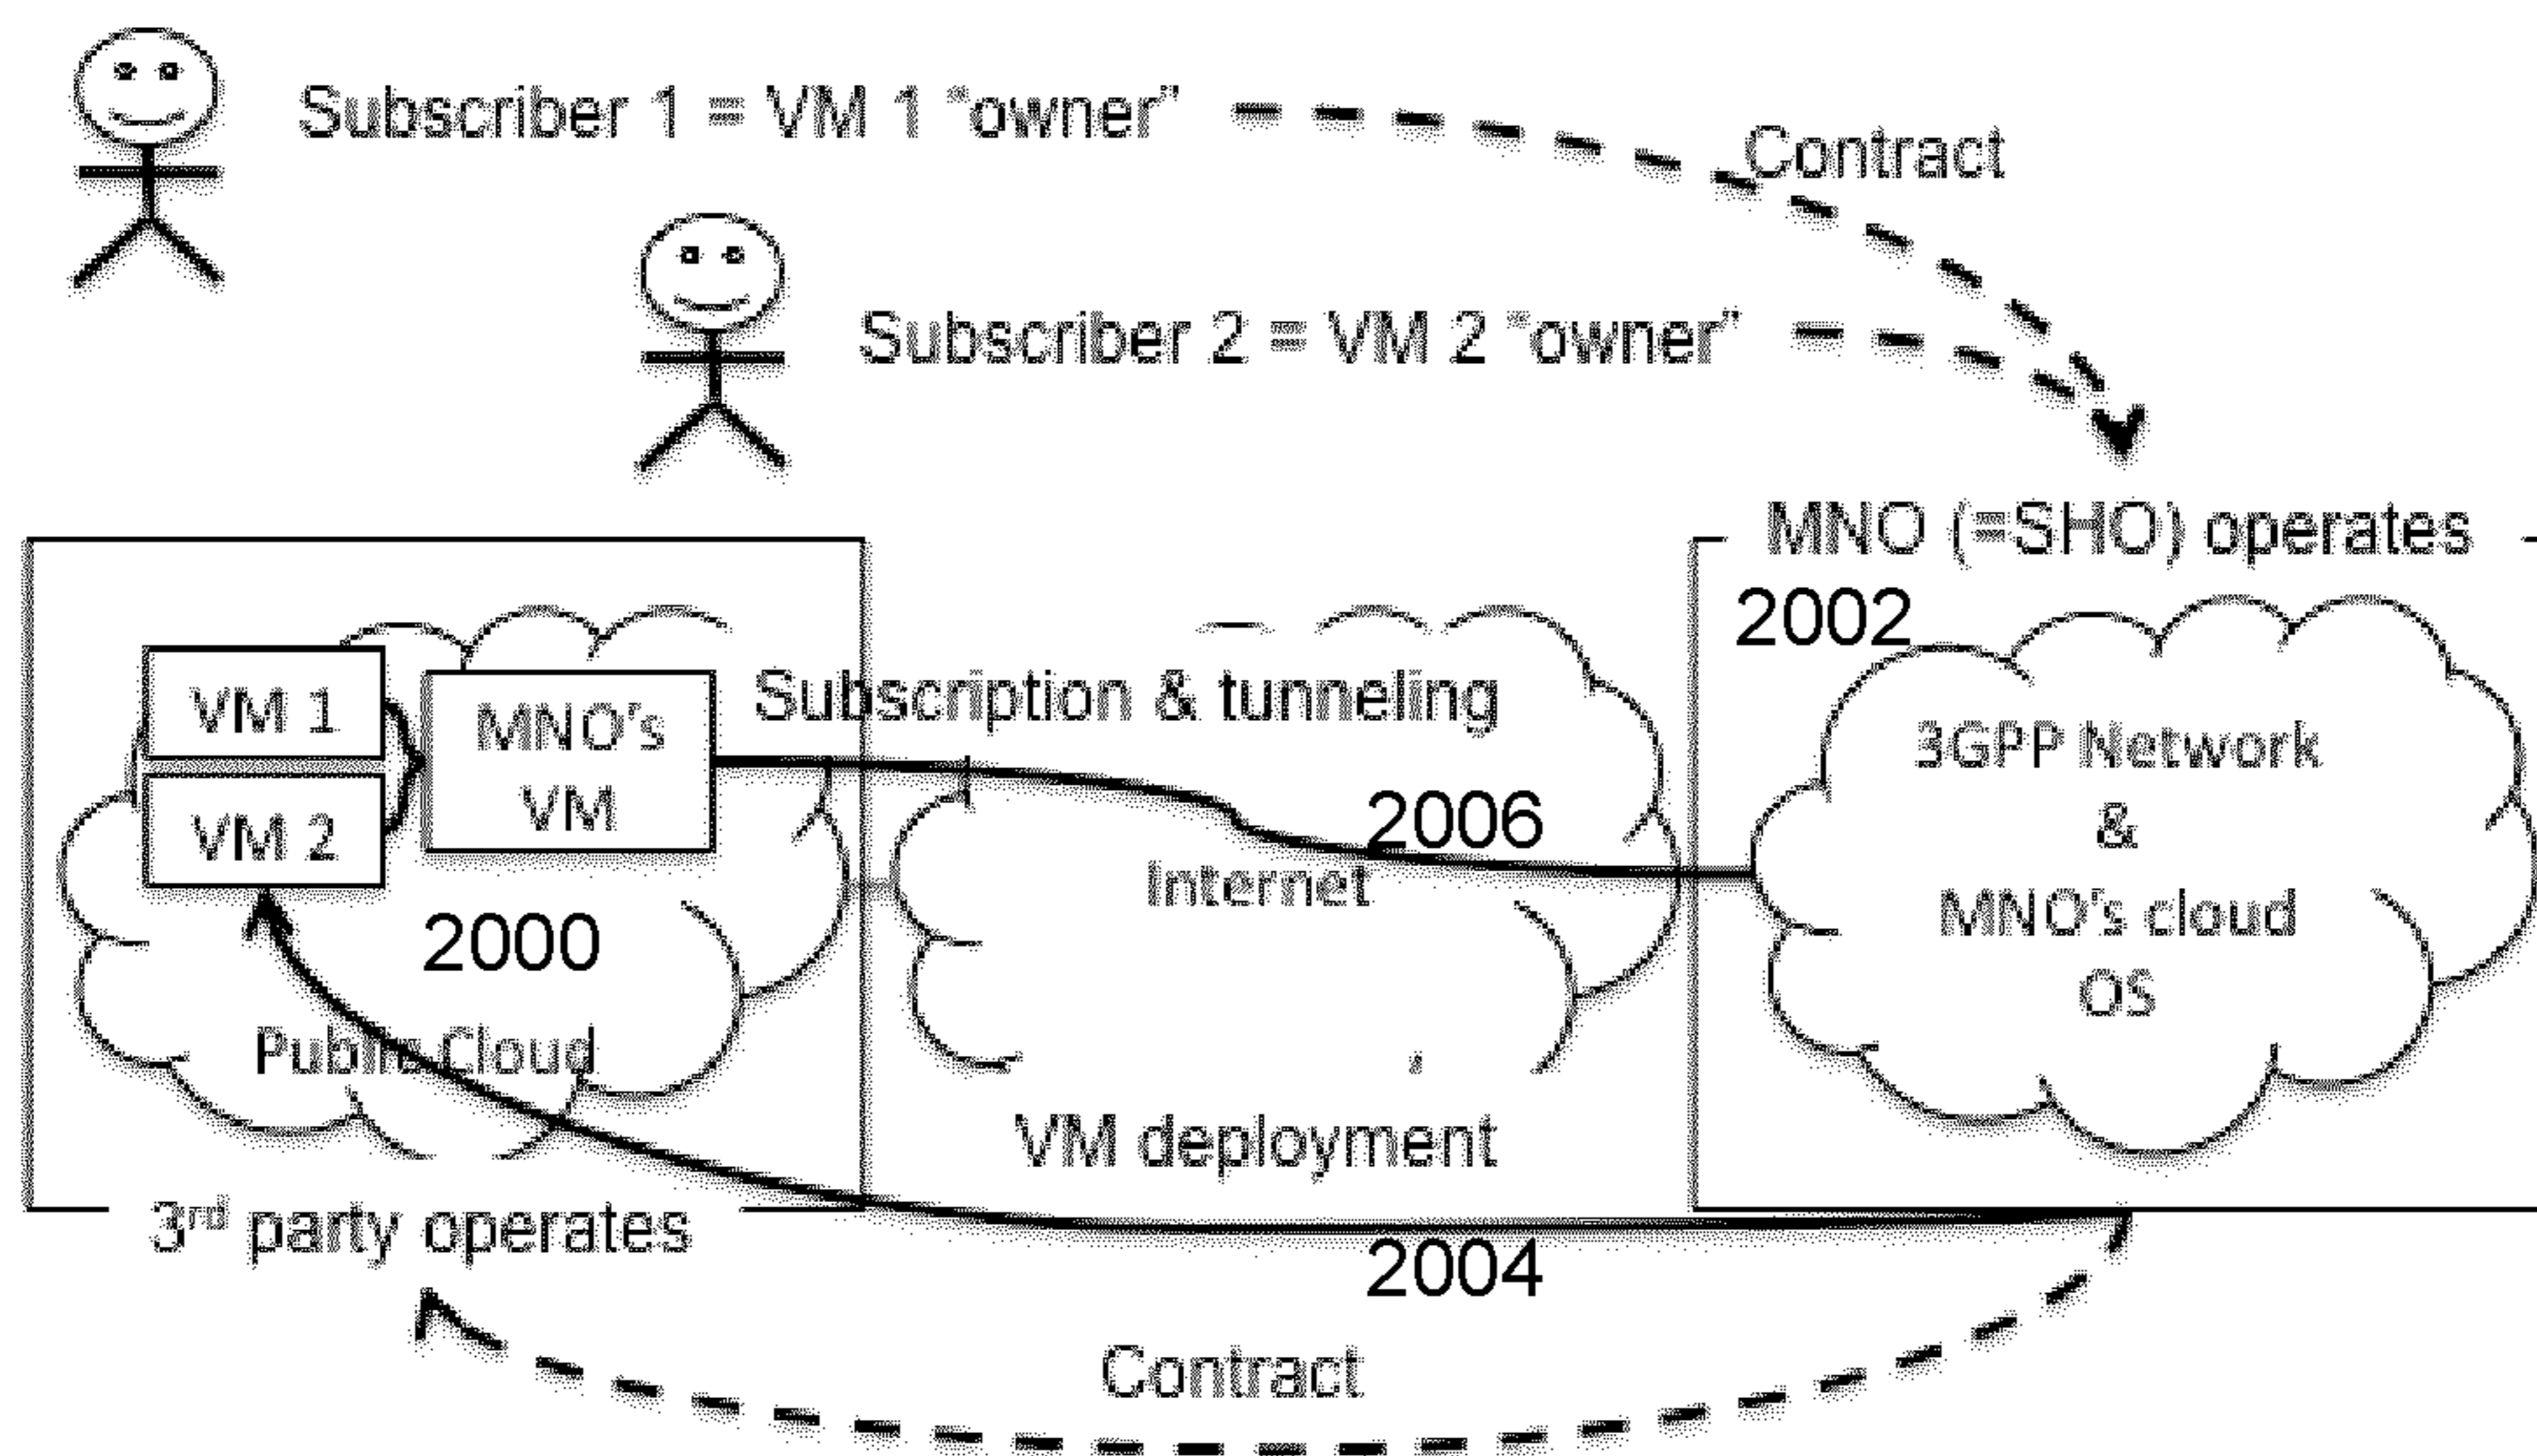 Subscriber 1 = VM 1 "owner"
Contract
Subscriber 2 = VM 2 "owner"
MNO (=SHO) operates
2002
VM 1
VM 2
MNO's
VM
Subscription & tunneling
2006
Internet
3GPP Network
&
MNO's cloud
OS
2000
Public Cloud
VM deployment
3rd party operates
2004
Contract